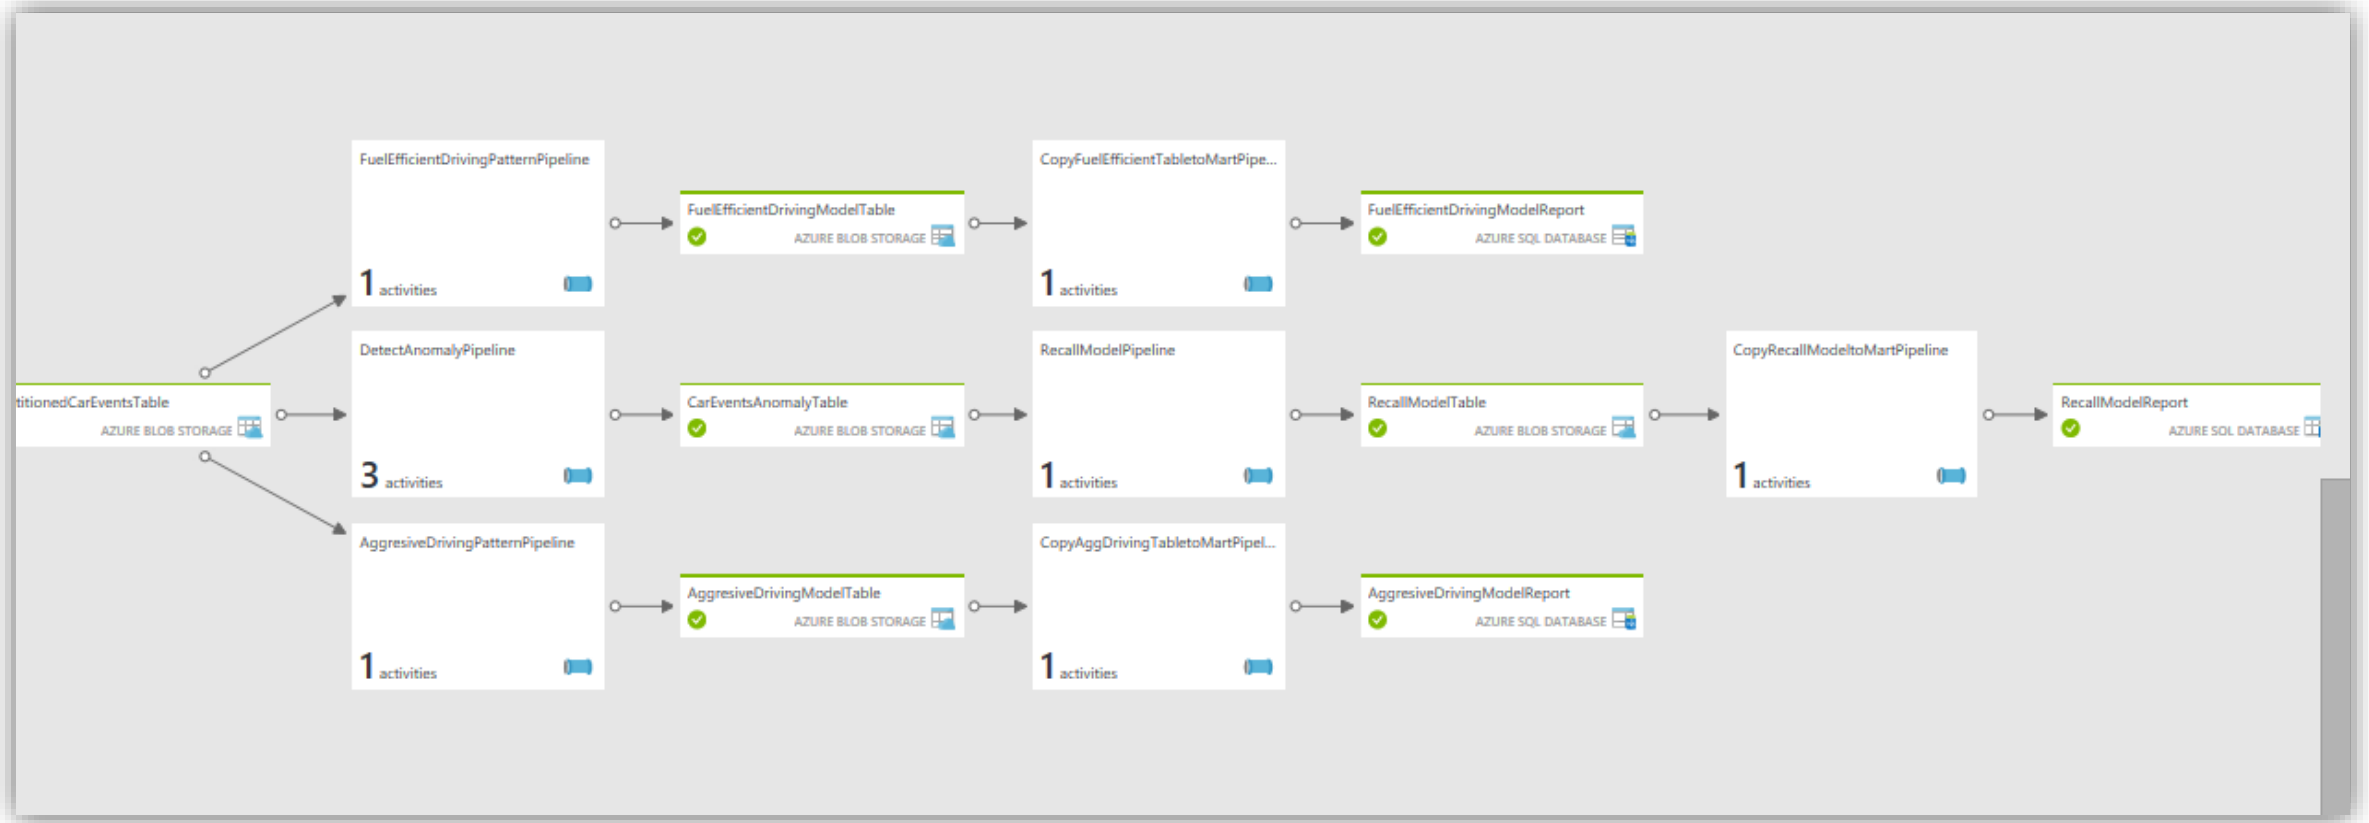 FuelEfficientDrivingPatternPipeline
1 activities
FuelEfficientDrivingModelTable
AZURE BLOB STORAGE
CopyFuelEfficientTabletoMartPipe...
1 activities
FuelEfficientDrivingModelReport
AZURE SQL DATABASE
titionedCarEventsTable
AZURE BLOB STORAGE
DetectAnomalyPipeline
3 activities
CarEventsAnomalyTable
AZURE BLOB STORAGE
RecallModelPipeline
1 activities
RecallModelTable
AZURE BLOB STORAGE
CopyRecallModeltoMartPipeline
1 activities
RecallModelReport
AZURE SQL DATABASE
AggresiveDrivingPatternPipeline
1 activities
AggresiveDrivingModelTable
AZURE BLOB STORAGE
CopyAggDrivingTabletoMartPipel...
1 activities
AggresiveDrivingModelReport
AZURE SQL DATABASE